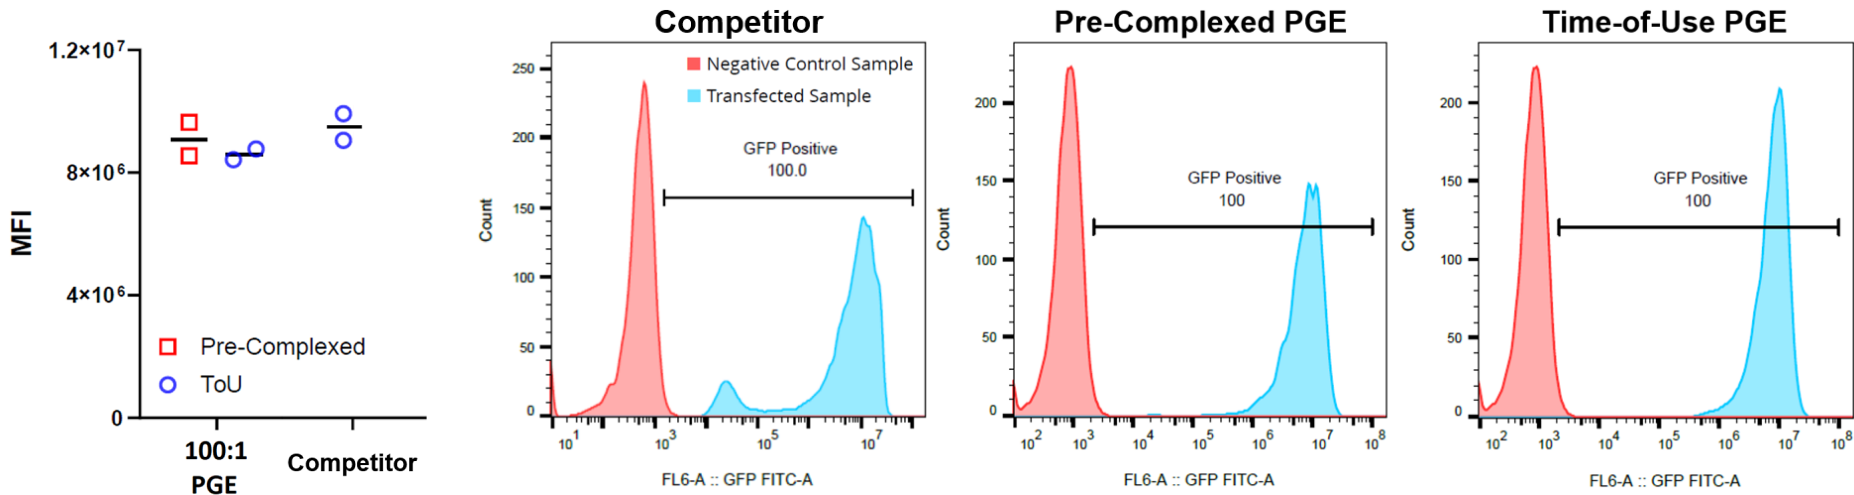 1.2×10⁷
8×10⁶
4×10⁶
0
MFI
Pre-Complexed
ToU
100:1
PGE
Competitor
Competitor
Negative Control Sample
Transfected Sample
GFP Positive
100.0
250
200
150
100
50
0
Count
10¹
10³
10⁵
10⁷
FL6-A :: GFP FITC-A
Pre-Complexed PGE
GFP Positive
100
200
150
100
50
0
Count
10²
10³
10⁴
10⁵
10⁶
10⁷
10⁸
FL6-A :: GFP FITC-A
Time-of-Use PGE
GFP Positive
100
200
150
100
50
0
Count
10²
10³
10⁴
10⁵
10⁶
10⁷
10⁸
FL6-A :: GFP FITC-A